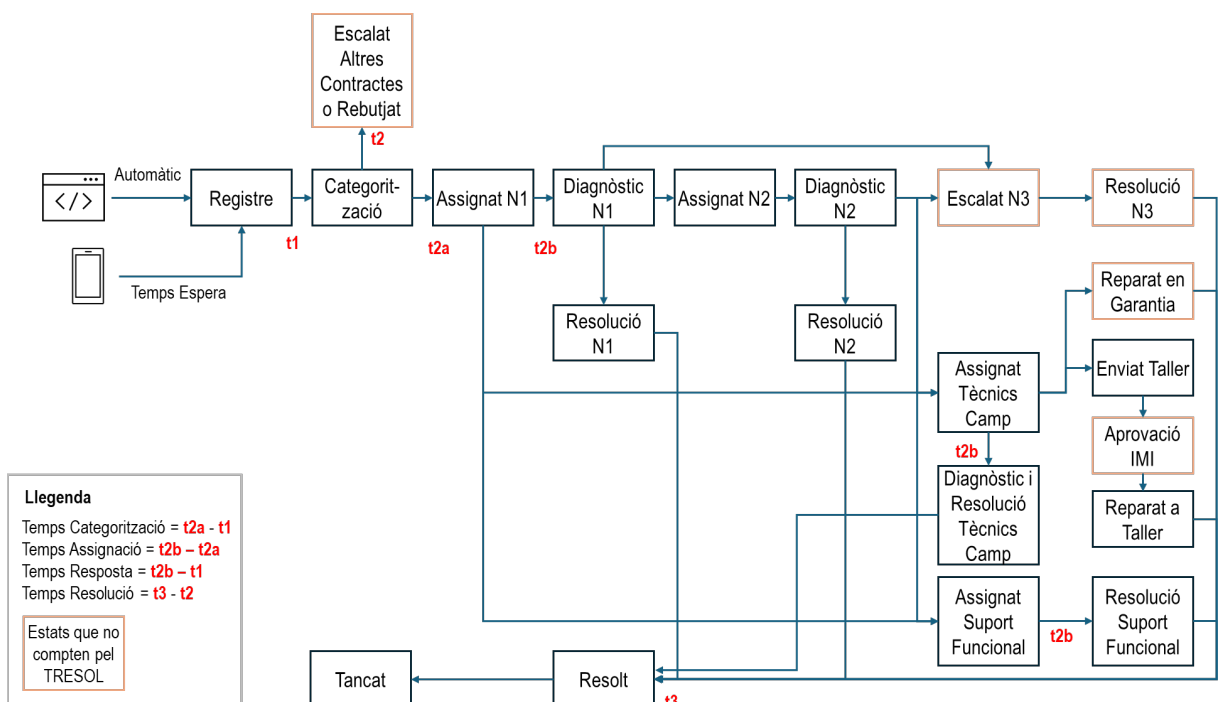 Escalat
Altres
Contractes
o Rebutjat
t2
Automàtic
</>
Registre
Categorit-
zació
Assignat N1
Diagnòstic
N1
Assignat N2
Diagnòstic
N2
Escalat N3
Resolució
N3
t1
t2a
t2b
Temps Espera
Resolució
N1
Resolució
N2
Reparat en
Garantia
Assignat
Tècnics
Camp
Enviat Taller
t2b
Aprovació
IMI
Diagnòstic i
Resolució
Tècnics
Camp
Reparat a
Taller
Assignat
Suport
Funcional
t2b
Resolució
Suport
Funcional
Llegenda
Temps Categorització = t2a - t1
Temps Assignació = t2b – t2a
Temps Resposta = t2b – t1
Temps Resolució = t3 - t2
Estats que no
compten pel
TRESOL
Tancat
Resolt
t3